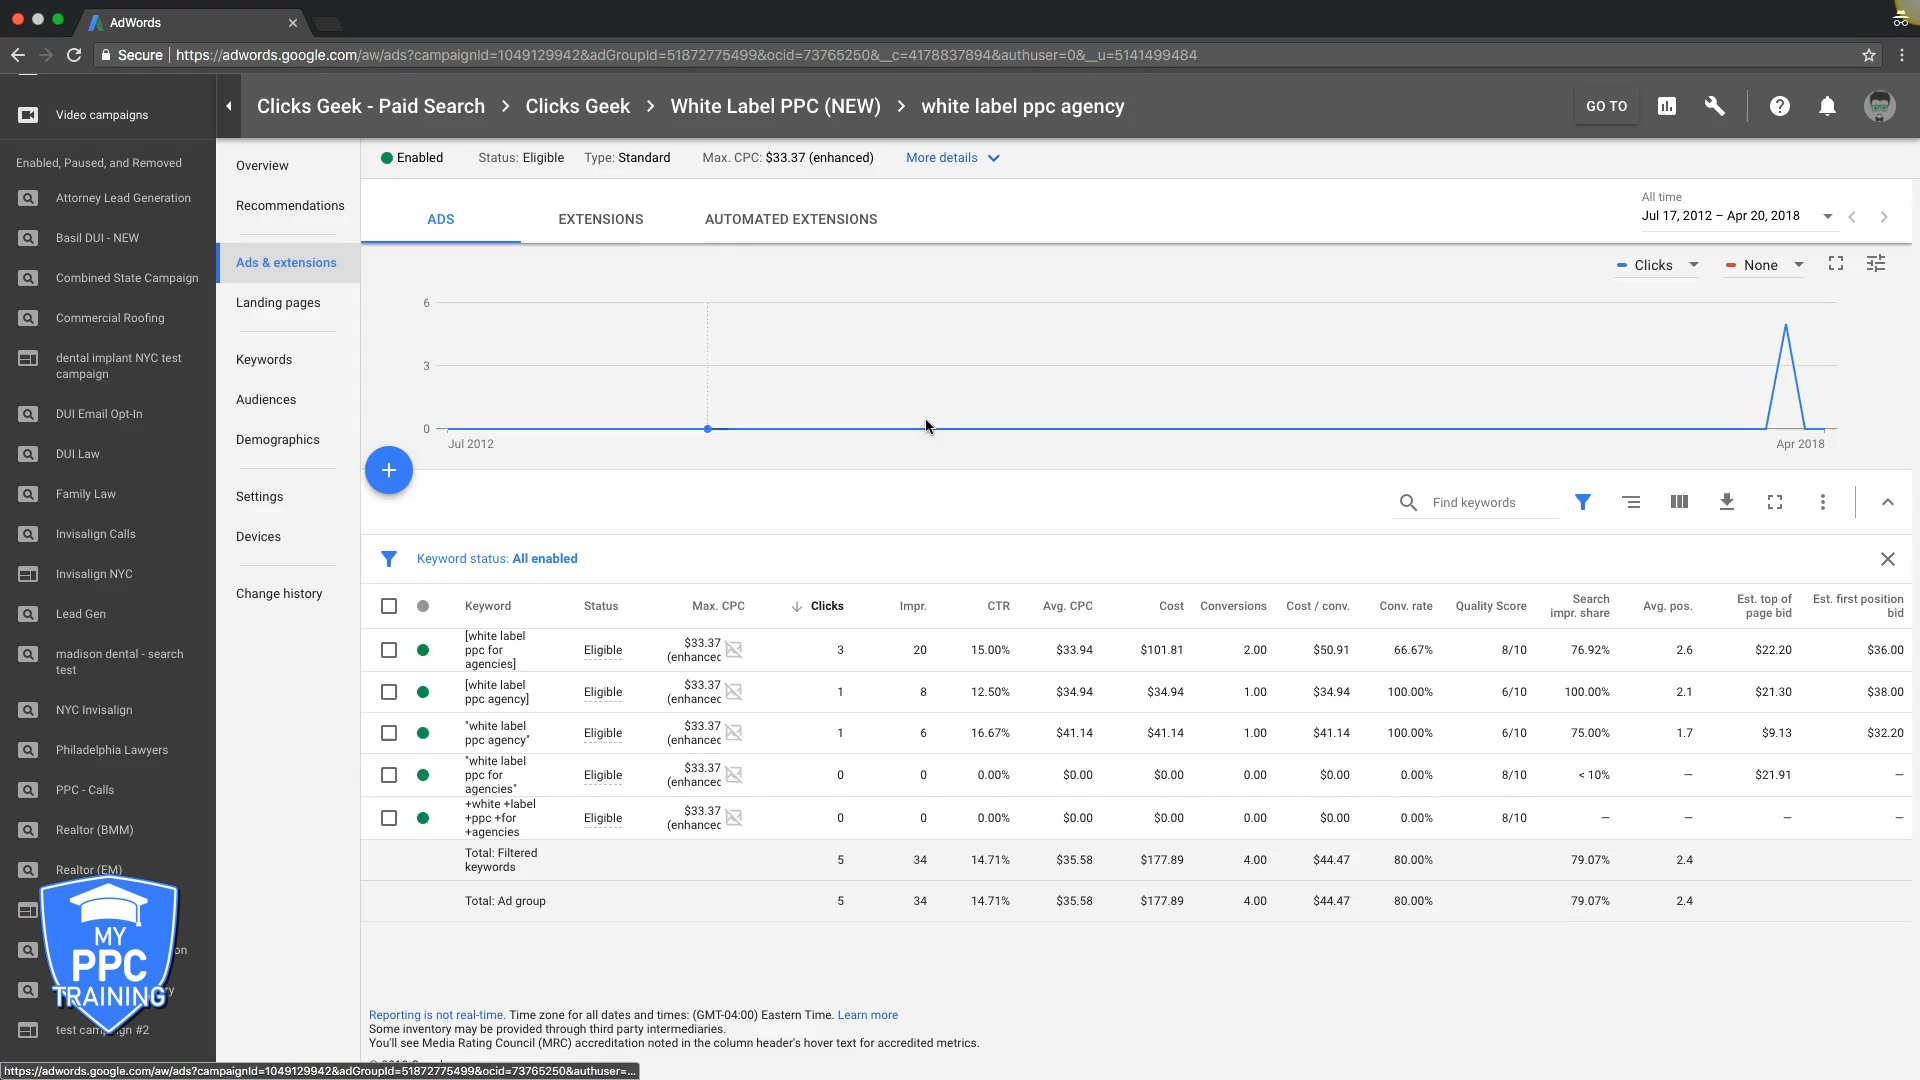 AdWords
Secure
https://adwords.google.com/aw/ads?campaignId=1049129942&adGroupId=51872775499&ocid=73765250&__c=4178837894&authuser=0&__u=5141499484
Video campaigns
Clicks Geek - Paid Search > Clicks Geek > White Label PPC (NEW) > white label ppc agency
GO TO
Enabled, Paused, and Removed
Attorney Lead Generation
Basil DUI - NEW
Combined State Campaign
Commercial Roofing
dental implant NYC test
campaign
DUI Email Opt-In
DUI Law
Family Law
Invisalign Calls
Invisalign NYC
Lead Gen
madison dental - search
test
NYC Invisalign
Philadelphia Lawyers
PPC - Calls
Realtor (BMM)
Realtor (EM)
on
ry
test #2
MY
PPC
TRAINING
Overview
Recommendations
Ads & extensions
Landing pages
Keywords
Audiences
Demographics
Settings
Devices
Change history
Enabled Status: Eligible Type: Standard Max. CPC: $33.37 (enhanced) More details
ADS EXTENSIONS AUTOMATED EXTENSIONS
All time
Jul 17, 2012 – Apr 20, 2018
Clicks None
6
3
0
Jul 2012 Apr 2018
Find keywords
Keyword status: All enabled
Keyword Status Max. CPC Clicks Impr. CTR Avg. CPC Cost Conversions Cost / conv. Conv. rate Quality Score Search impr. share Avg. pos. Est. top of page bid Est. first position bid
[white label ppc for agencies] Eligible $33.37 (enhanced 3 20 15.00% $33.94 $101.81 2.00 $50.91 66.67% 8/10 76.92% 2.6 $22.20 $36.00
[white label ppc agency] Eligible $33.37 (enhanced 1 8 12.50% $34.94 $34.94 1.00 $34.94 100.00% 6/10 100.00% 2.1 $21.30 $38.00
"white label ppc agency" Eligible $33.37 (enhanced 1 6 16.67% $41.14 $41.14 1.00 $41.14 100.00% 6/10 75.00% 1.7 $9.13 $32.20
"white label ppc for agencies" Eligible $33.37 (enhanced 0 0 0.00% $0.00 $0.00 0.00 $0.00 0.00% 8/10 < 10% — $21.91 —
+white +label +ppc +for +agencies Eligible $33.37 (enhanced 0 0 0.00% $0.00 $0.00 0.00 $0.00 0.00% 8/10 — — — —
Total: Filtered keywords 5 34 14.71% $35.58 $177.89 4.00 $44.47 80.00% 79.07% 2.4
Total: Ad group 5 34 14.71% $35.58 $177.89 4.00 $44.47 80.00% 79.07% 2.4
Reporting is not real-time. Time zone for all dates and times: (GMT-04:00) Eastern Time. Learn more
Some inventory may be provided through third party intermediaries.
You'll see Media Rating Council (MRC) accreditation noted in the column header's hover text for accredited metrics.
https://adwords.google.com/aw/ads?campaignId=1049129942&adGroupId=51872775499&ocid=73765250&authuser=...